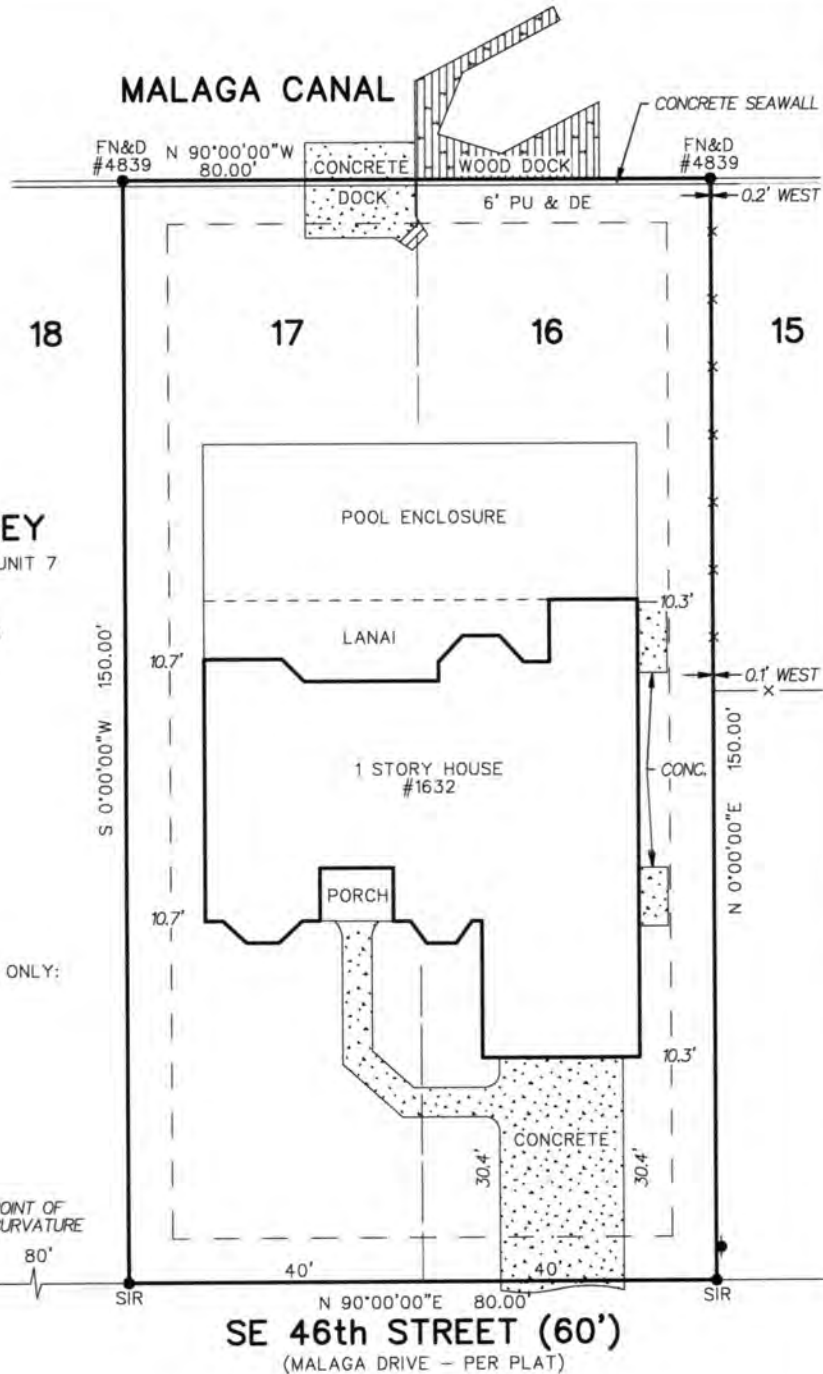 MALAGA CANAL
CONCRETE SEAWALL
FN&D
#4839
N 90°00'00"W
80.00'
CONCRETE
DOCK
WOOD DOCK
FN&D
#4839
6' PU & DE
0.2' WEST
18
17
16
15
EY
UNIT 7
POOL ENCLOSURE
10.3'
LANAI
10.7'
0.1' WEST
x
S 0°00'00"W 150.00'
1 STORY HOUSE
#1632
CONC.
N 0°00'00"E 150.00'
PORCH
10.7'
ONLY:
10.3'
CONCRETE
30.4'
30.4'
OINT OF
URVATURE
80'
40'
40'
SIR
N 90°00'00"E 80.00'
SIR
SE 46th STREET (60')
(MALAGA DRIVE – PER PLAT)